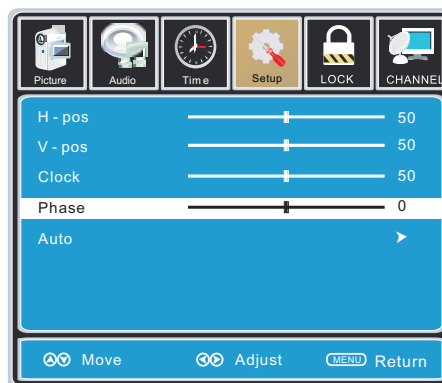 Picture Audio Time Setup LOCK CHANNEL
H - pos 50
V - pos 50
Clock 50
Phase 0
Auto
Move Adjust MENU Return